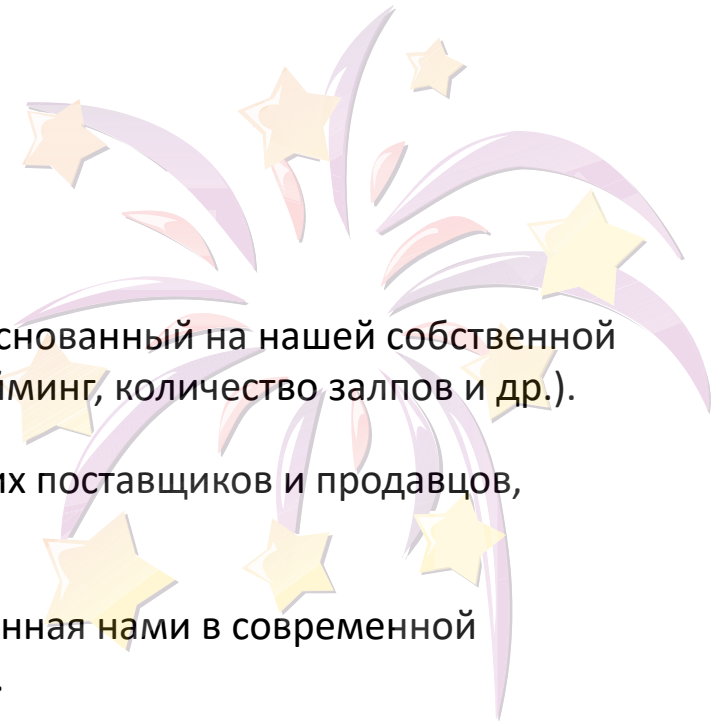 снованный на нашей собственной
йминг, количество залпов и др.).
их поставщиков и продавцов,
нная нами в современной
.